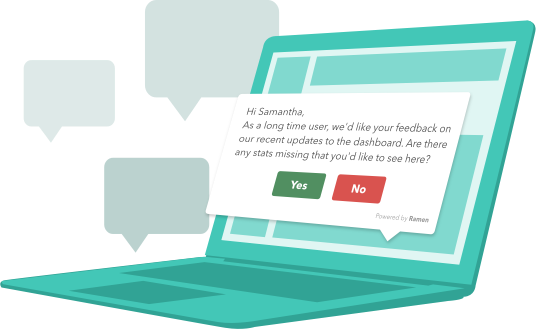 Hi Samantha,
As a long time user, we'd like your feedback on
our recent updates to the dashboard. Are there
any stats missing that you'd like to see here?
Yes
No
Powered by Ramen